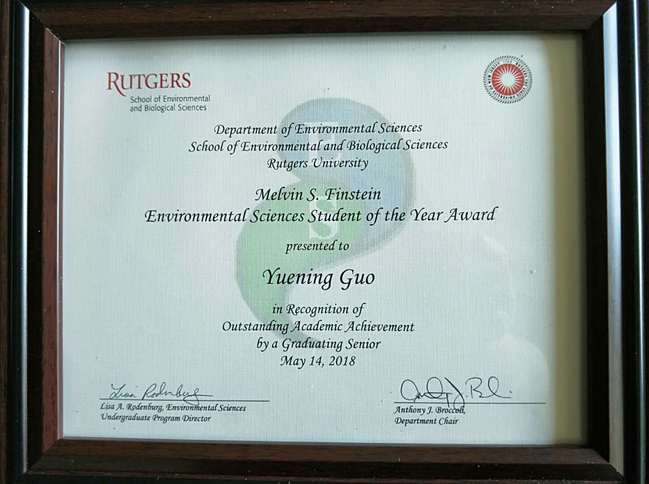 RUTGERS
School of Environmental
and Biological Sciences
Department of Environmental Sciences
School of Environmental and Biological Sciences
Rutgers University
Melvin S. Finstein
Environmental Sciences Student of the Year Award
presented to
Yuening Guo
in Recognition of
Outstanding Academic Achievement
by a Graduating Senior
May 14, 2018
Lisa Rodenburg
Lisa A. Rodenburg, Environmental Sciences
Undergraduate Program Director
Anthony J. Broccoli,
Department Chair